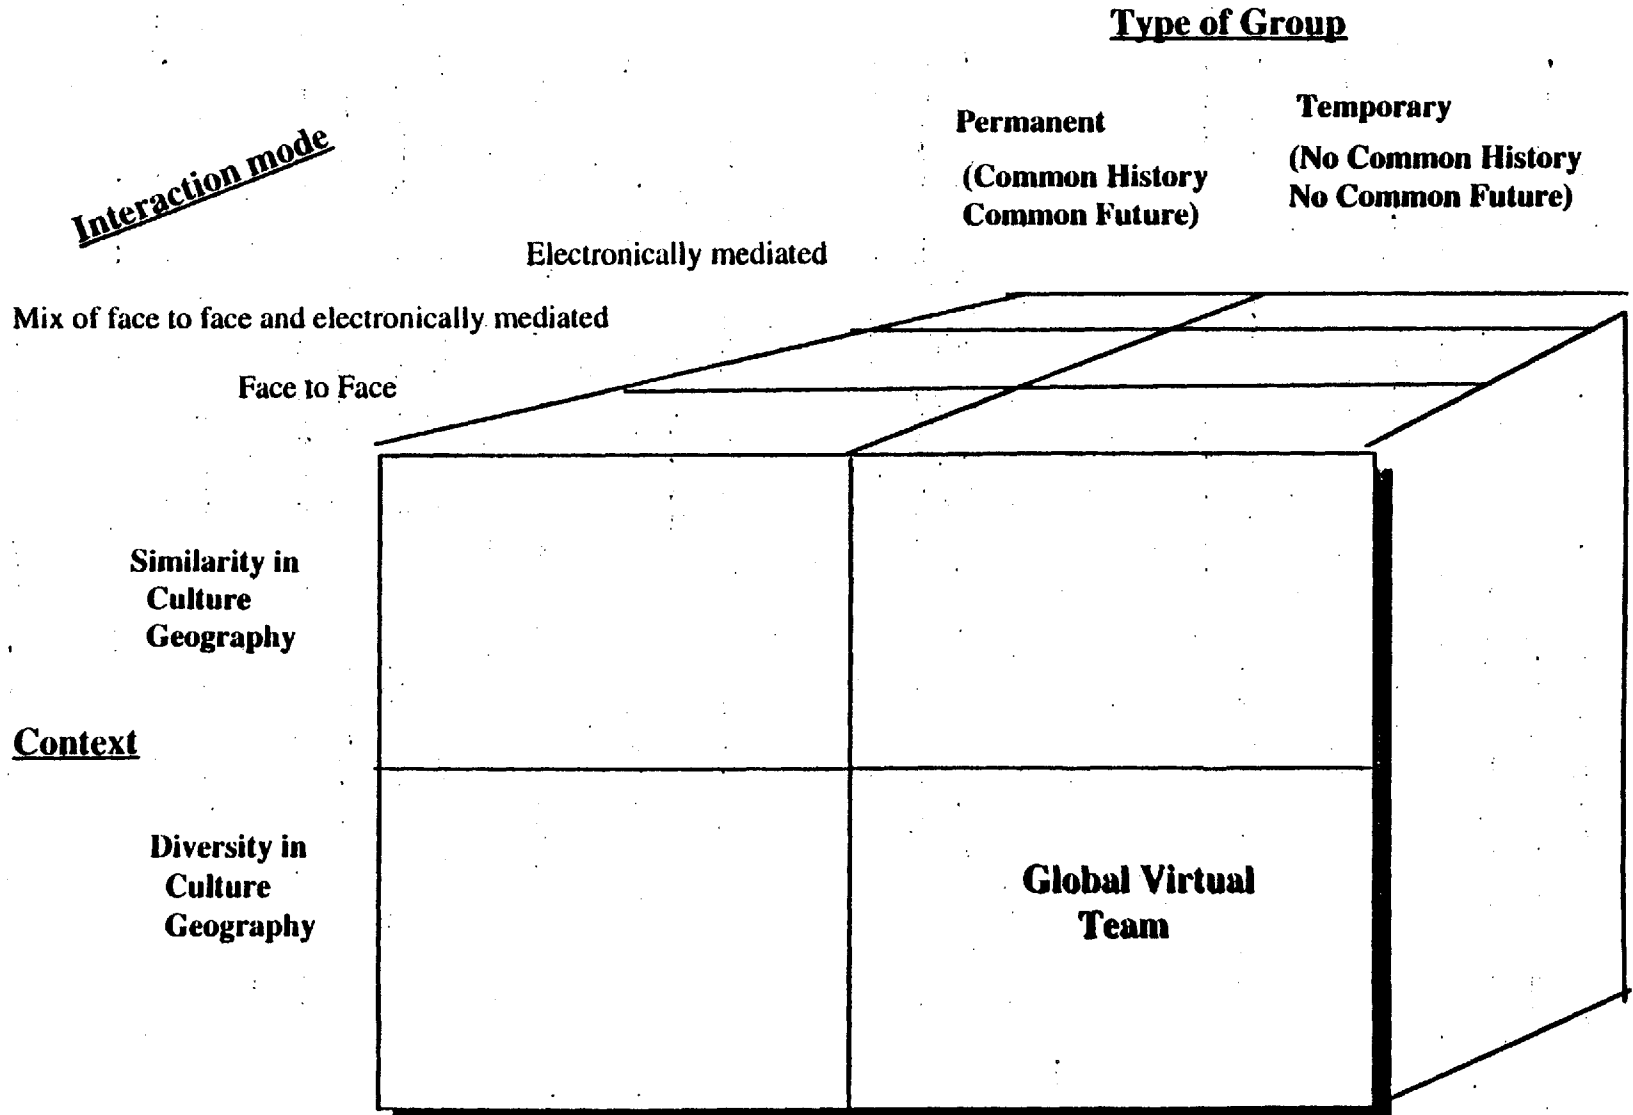 Type of Group
Permanent
(Common History
Common Future)
Temporary
(No Common History
No Common Future)
Interaction mode
Electronically mediated
Mix of face to face and electronically mediated
Face to Face
Similarity in
Culture
Geography
Context
Diversity in
Culture
Geography
Global Virtual
Team